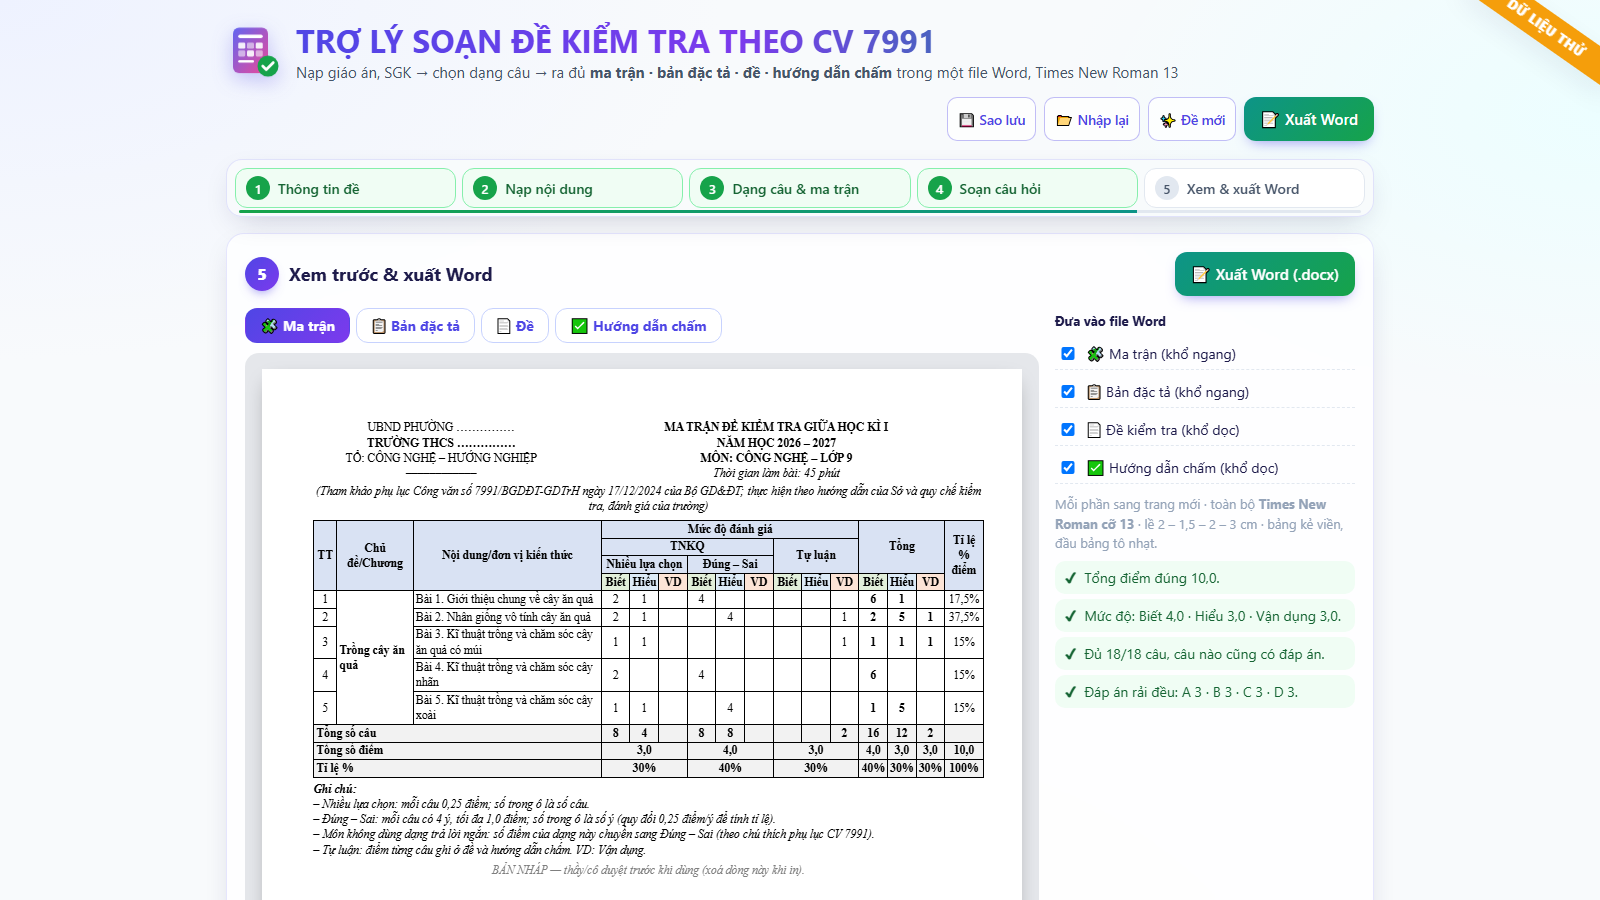 DỮ LIỆU THỬ
TRỢ LÝ SOẠN ĐỀ KIỂM TRA THEO CV 7991
Nạp giáo án, SGK → chọn dạng câu → ra đủ ma trận · bản đặc tả · đề · hướng dẫn chấm trong một file Word, Times New Roman 13
Sao lưu
Nhập lại
Đề mới
Xuất Word
1 Thông tin đề
2 Nạp nội dung
3 Dạng câu & ma trận
4 Soạn câu hỏi
5 Xem & xuất Word
5 Xem trước & xuất Word
Xuất Word (.docx)
Ma trận
Bản đặc tả
Đề
Hướng dẫn chấm
UBND PHƯỜNG ……………
TRƯỜNG THCS ……………
TỔ: CÔNG NGHỆ – HƯỚNG NGHIỆP
MA TRẬN ĐỀ KIỂM TRA GIỮA HỌC KÌ I
NĂM HỌC 2026 – 2027
MÔN: CÔNG NGHỆ – LỚP 9
Thời gian làm bài: 45 phút
(Tham khảo phụ lục Công văn số 7991/BGDĐT-GDTrH ngày 17/12/2024 của Bộ GD&ĐT; thực hiện theo hướng dẫn của Sở và quy chế kiểm
tra, đánh giá của trường)
TT Chủ đề/Chương Nội dung/đơn vị kiến thức Mức độ đánh giá Tổng Tỉ lệ % điểm
TNKQ Tự luận
Nhiều lựa chọn Đúng – Sai
Biết Hiểu VD Biết Hiểu VD Biết Hiểu VD Biết Hiểu VD
Trồng cây ăn quả
1 Bài 1. Giới thiệu chung về cây ăn quả 2 1 4 6 1 17,5%
2 Bài 2. Nhân giống vô tính cây ăn quả 2 1 4 1 2 5 1 37,5%
3 Bài 3. Kĩ thuật trồng và chăm sóc cây ăn quả có múi 1 1 1 1 1 1 15%
4 Bài 4. Kĩ thuật trồng và chăm sóc cây nhãn 2 4 6 15%
5 Bài 5. Kĩ thuật trồng và chăm sóc cây xoài 1 1 4 1 5 15%
Tổng số câu 8 4 8 8 2 16 12 2
Tổng số điểm 3,0 4,0 3,0 4,0 3,0 3,0 10,0
Tỉ lệ % 30% 40% 30% 40% 30% 30% 100%
Ghi chú:
– Nhiều lựa chọn: mỗi câu 0,25 điểm; số trong ô là số câu.
– Đúng – Sai: mỗi câu có 4 ý, tối đa 1,0 điểm; số trong ô là số ý (quy đổi 0,25 điểm/ý để tính tỉ lệ).
– Môn không dùng dạng trả lời ngắn: số điểm của dạng này chuyển sang Đúng – Sai (theo chú thích phụ lục CV 7991).
– Tự luận: điểm từng câu ghi ở đề và hướng dẫn chấm. VD: Vận dụng.
BẢN NHÁP — thầy/cô duyệt trước khi dùng (xoá dòng này khi in).
Đưa vào file Word
Ma trận (khổ ngang)
Bản đặc tả (khổ ngang)
Đề kiểm tra (khổ dọc)
Hướng dẫn chấm (khổ dọc)
Mỗi phần sang trang mới · toàn bộ Times New
Roman cỡ 13 · lề 2 – 1,5 – 2 – 3 cm · bảng kẻ viền,
đầu bảng tô nhạt.
✔ Tổng điểm đúng 10,0.
✔ Mức độ: Biết 4,0 · Hiểu 3,0 · Vận dụng 3,0.
✔ Đủ 18/18 câu, câu nào cũng có đáp án.
✔ Đáp án rải đều: A 3 · B 3 · C 3 · D 3.